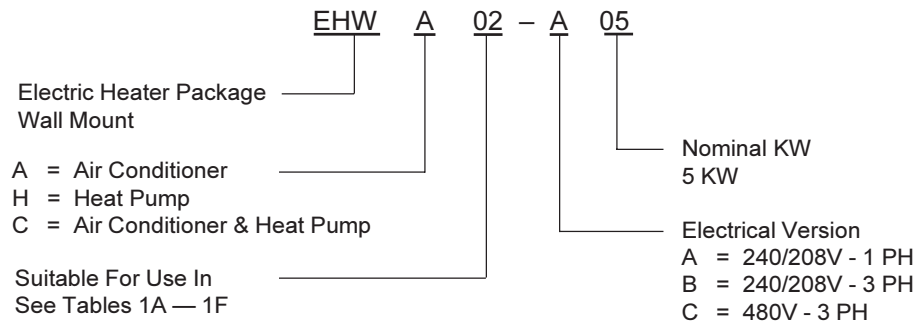 EHW A 02 – A 05
Electric Heater Package
Wall Mount
A = Air Conditioner
H = Heat Pump
C = Air Conditioner & Heat Pump
Suitable For Use In
See Tables 1A — 1F
Nominal KW
5 KW
Electrical Version
A = 240/208V - 1 PH
B = 240/208V - 3 PH
C = 480V - 3 PH